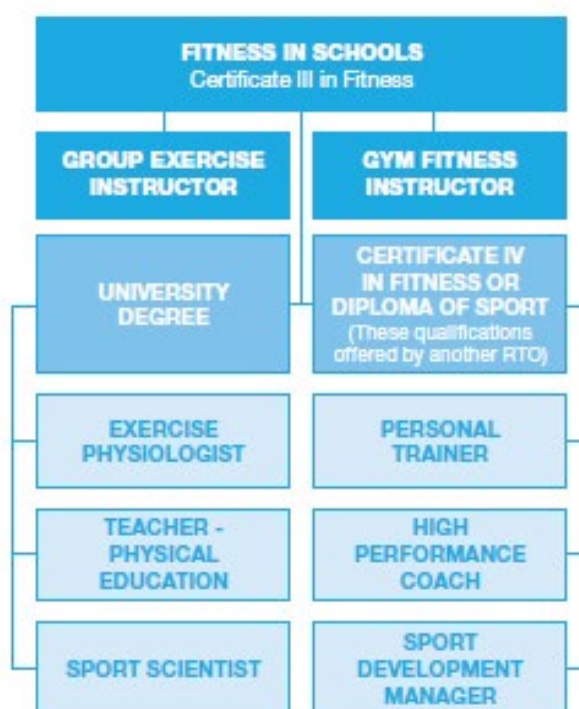 FITNESS IN SCHOOLS
Certificate III in Fitness
GROUP EXERCISE
INSTRUCTOR
GYM FITNESS
INSTRUCTOR
UNIVERSITY
DEGREE
CERTIFICATE IV
IN FITNESS OR
DIPLOMA OF SPORT
(These qualifications
offered by another RTO)
EXERCISE
PHYSIOLOGIST
PERSONAL
TRAINER
TEACHER -
PHYSICAL
EDUCATION
HIGH
PERFORMANCE
COACH
SPORT SCIENTIST
SPORT
DEVELOPMENT
MANAGER